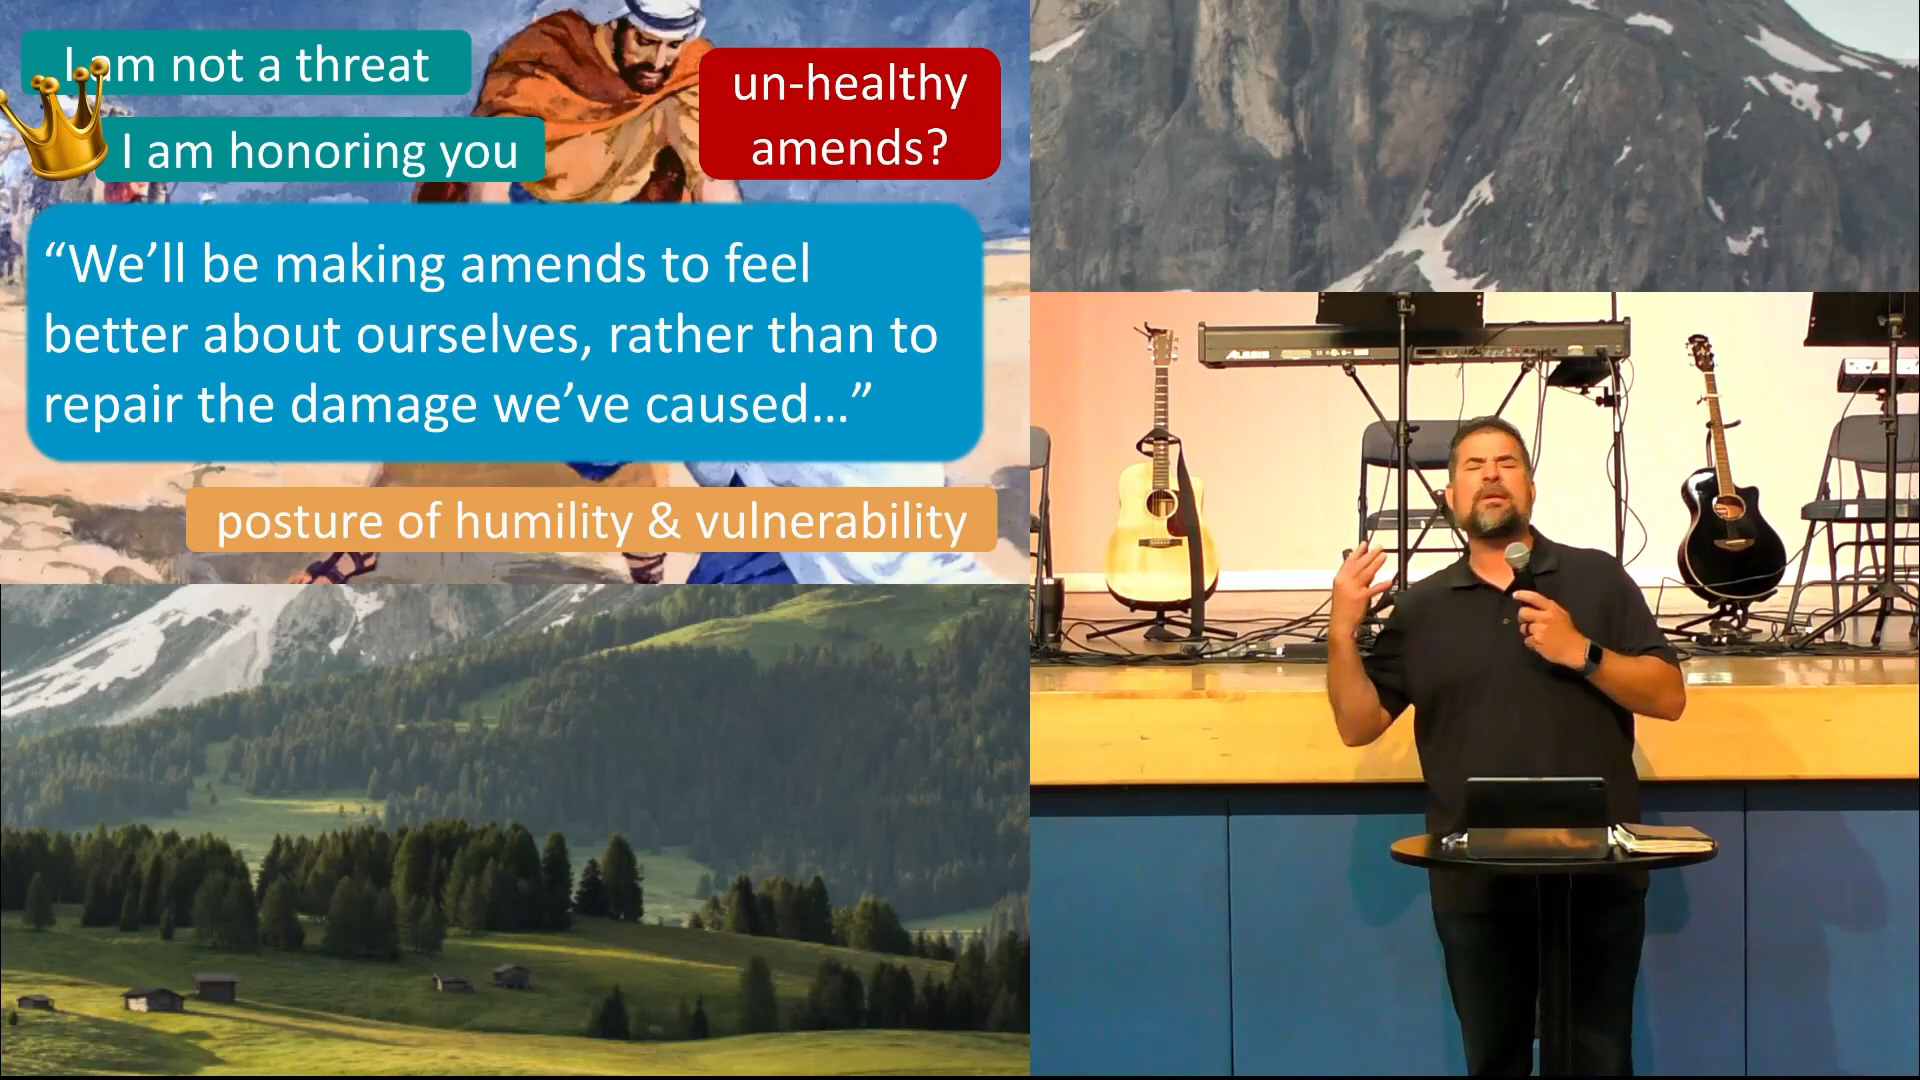 I am not a threat
un-healthy
amends?
I am honoring you
“We’ll be making amends to feel
better about ourselves, rather than to
repair the damage we’ve caused...”
posture of humility & vulnerability
ALESIS